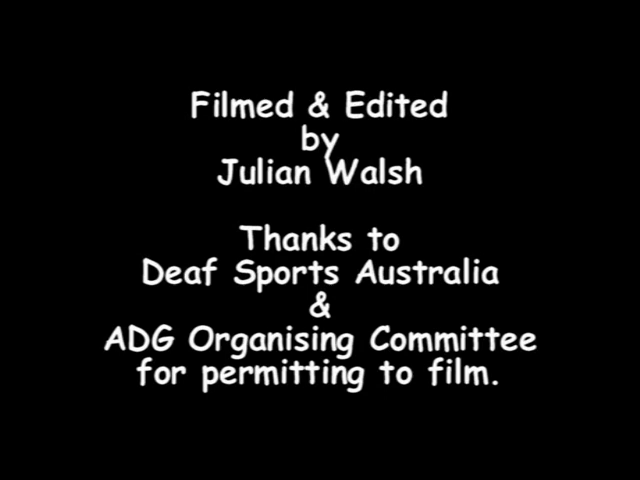 Filmed & Edited
by
Julian Walsh
Thanks to
Deaf Sports Australia
&
ADG Organising Committee
for permitting to film.